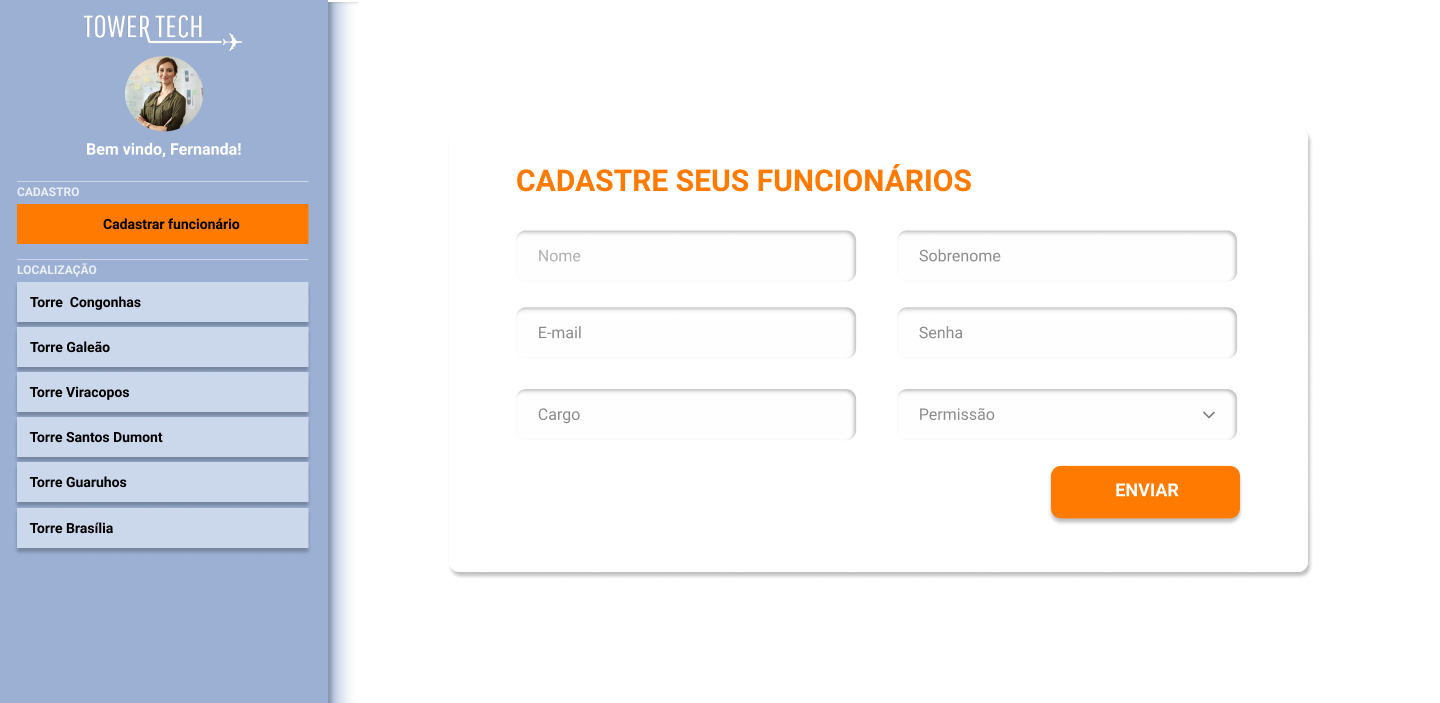 TOWER TECH
Bem vindo, Fernanda!
CADASTRO
Cadastrar funcionário
LOCALIZAÇÃO
Torre  Congonhas
Torre Galeão
Torre Viracopos
Torre Santos Dumont
Torre Guaruhos
Torre Brasília
CADASTRE SEUS FUNCIONÁRIOS
Nome
Sobrenome
E-mail
Senha
Cargo
Permissão
ENVIAR